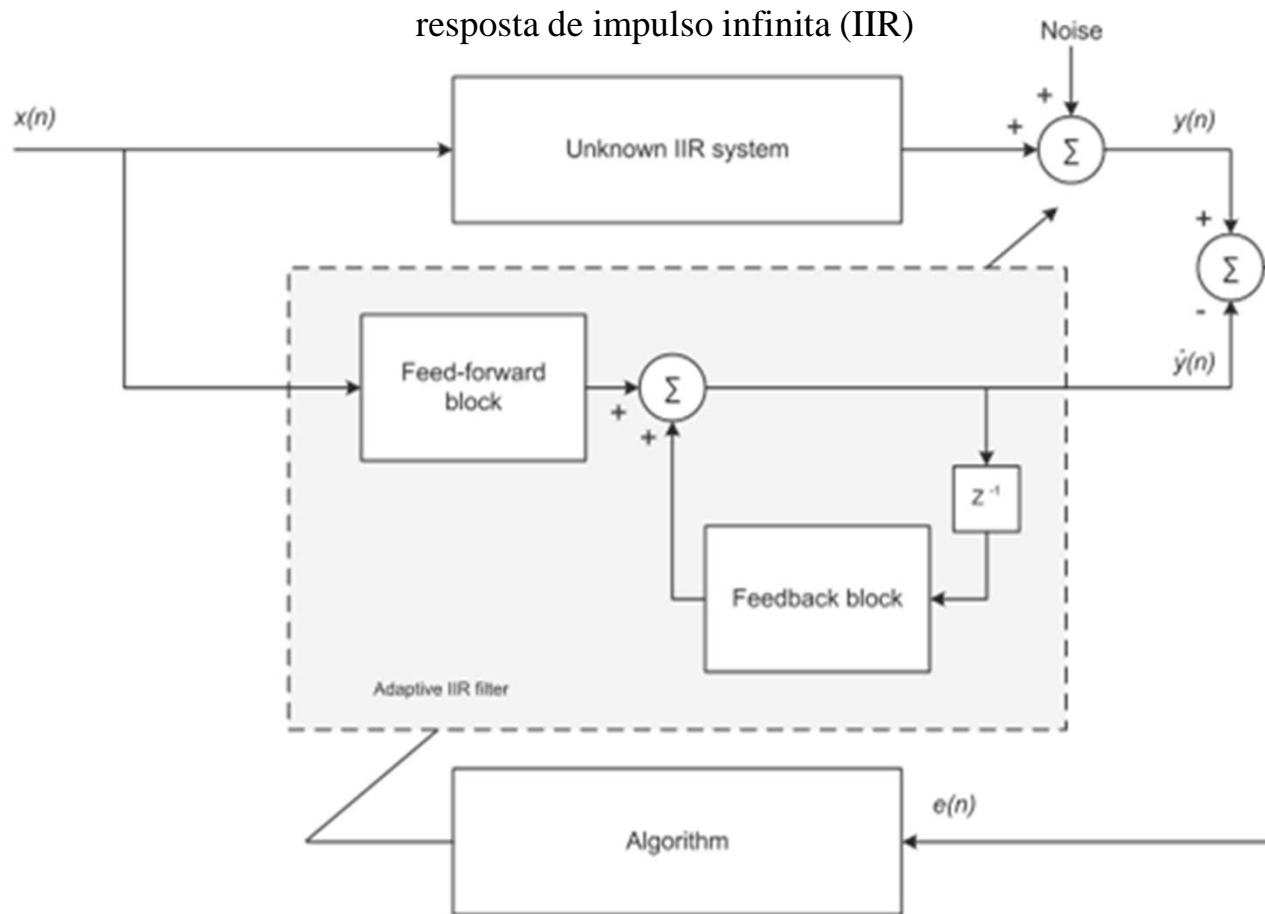 resposta de impulso infinita (IIR)
Noise
x(n)
Unknown IIR system
+
+
Σ
y(n)
+
Σ
-
ŷ(n)
Feed-forward
block
+
+
Σ
z⁻¹
Feedback block
Adaptive IIR filter
Algorithm
e(n)